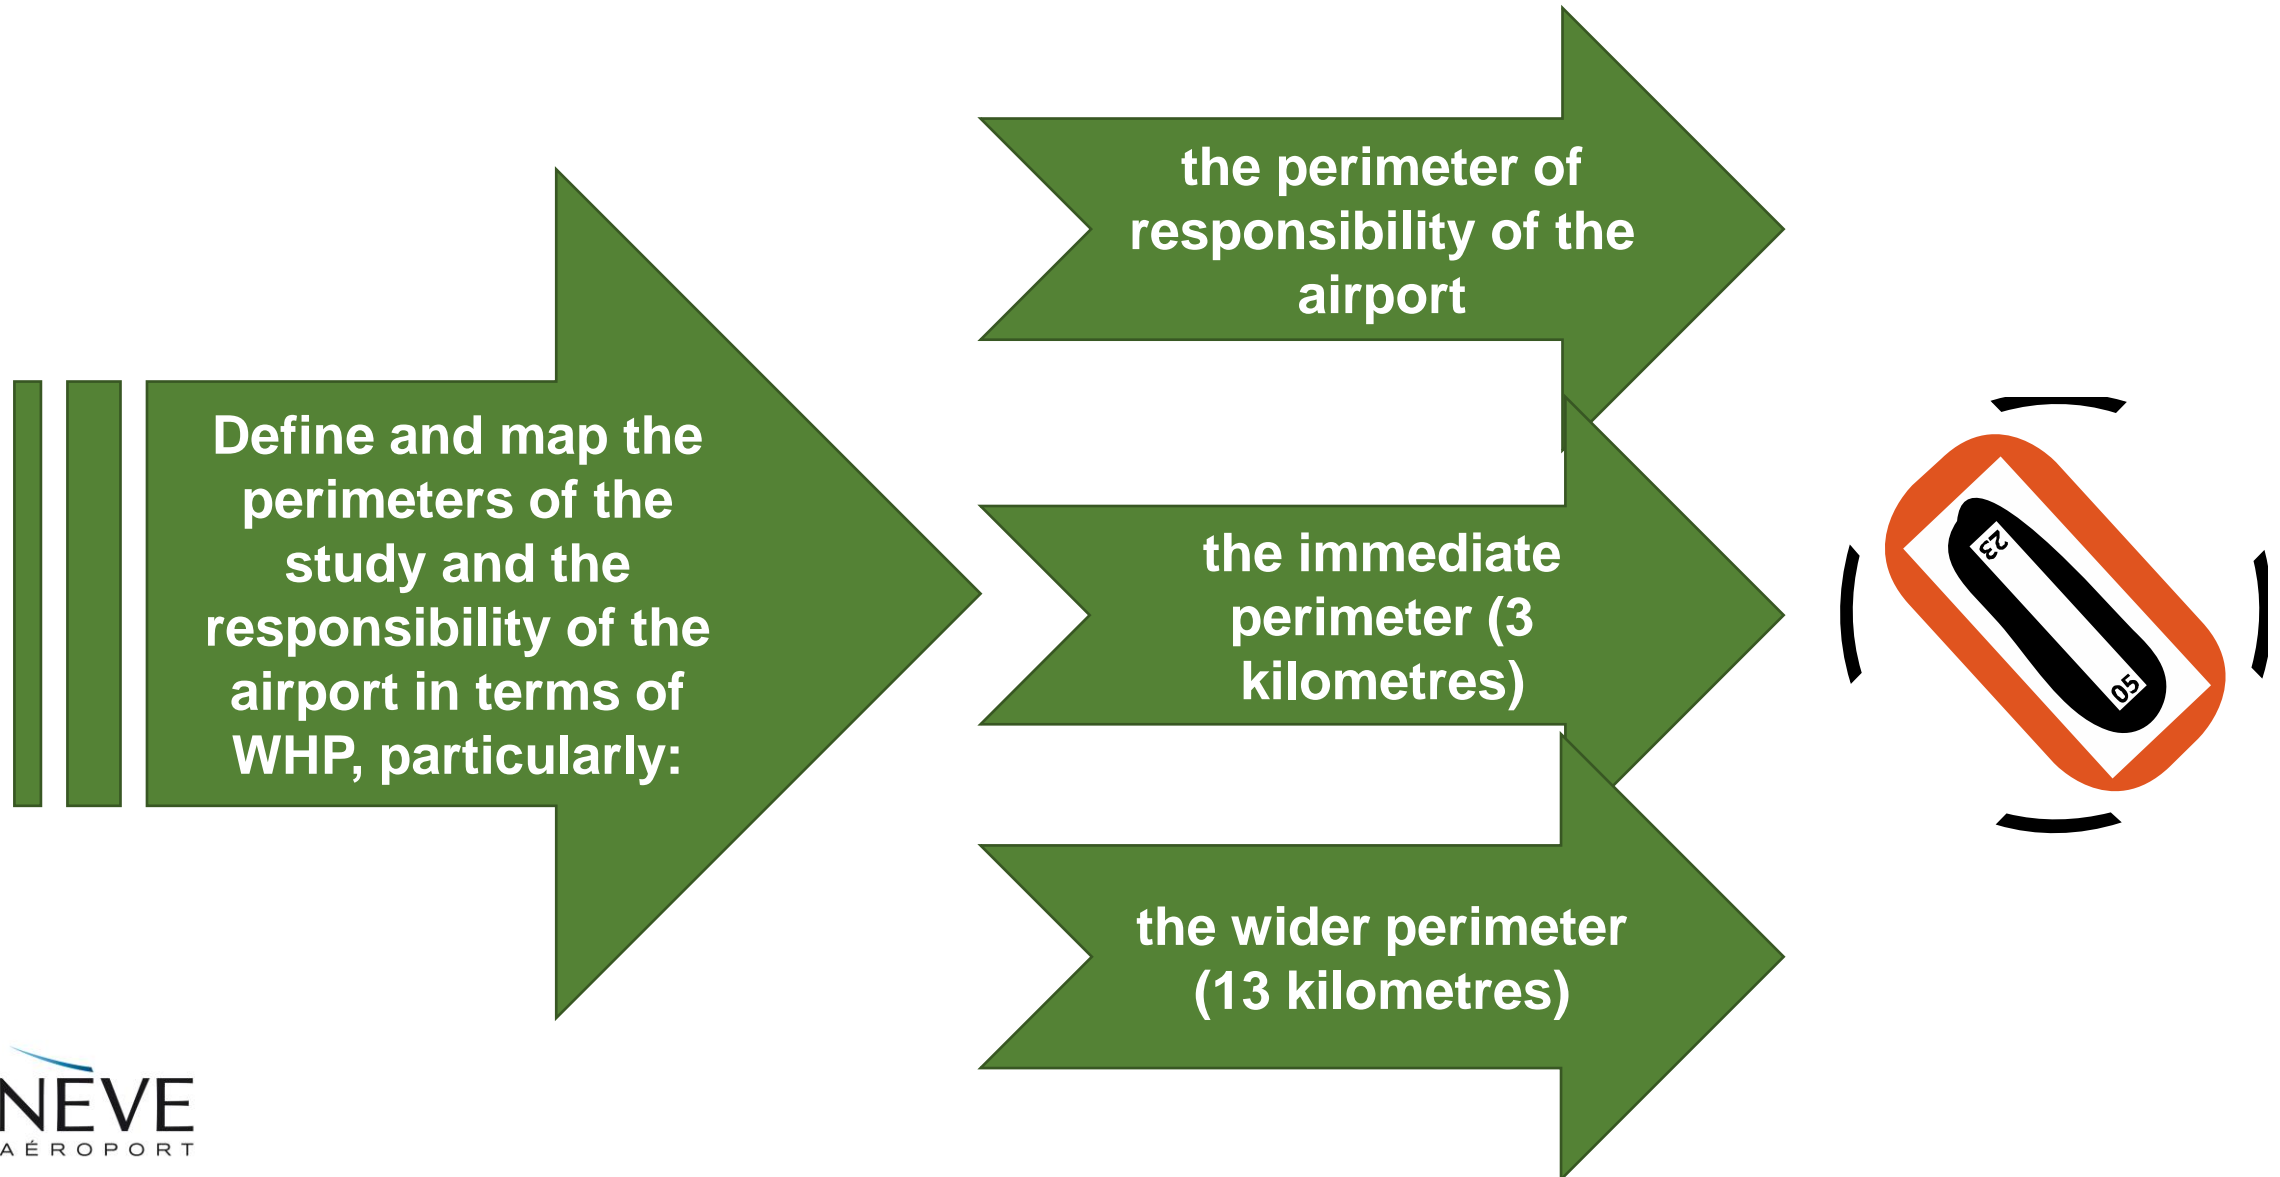 Define and map the
perimeters of the
study and the
responsibility of the
airport in terms of
WHP, particularly:
the perimeter of
responsibility of the
airport
the immediate
perimeter (3
kilometres)
the wider perimeter
(13 kilometres)
23
05
NEVE
AÉROPORT